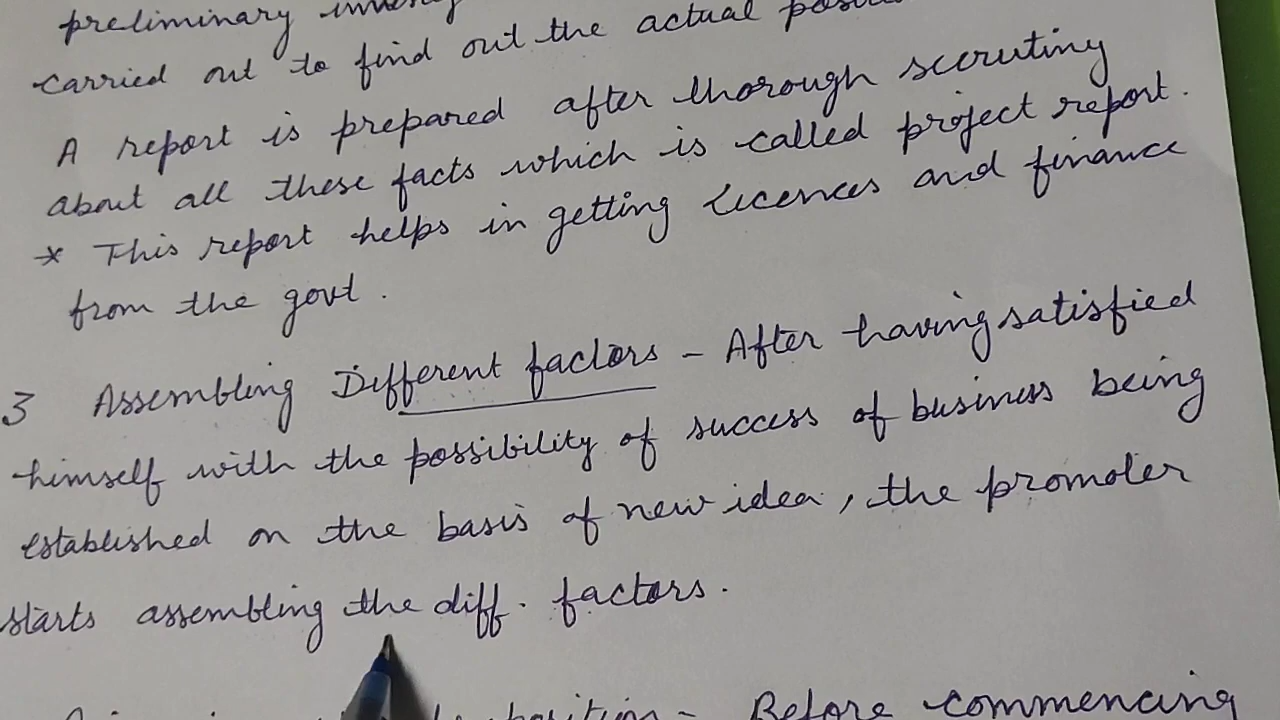 preliminary
carried out to find out the actual
A report is prepared after thorough scrutiny
about all these facts which is called project report.
* This report helps in getting licences and finance
from the govt.
3 Assembling Different factors - After having satisfied
himself with the possibility of success of business being
established on the basis of new idea, the promoter
starts assembling the diff. factors.
- Before commencing